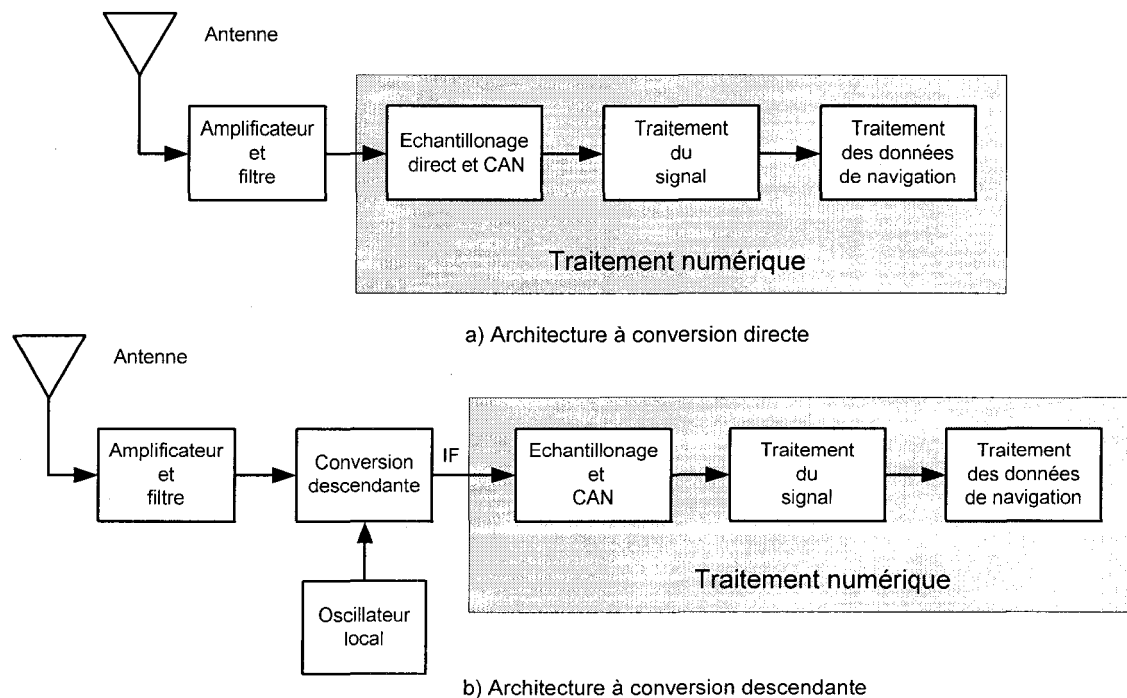 Antenne
Amplificateur
et
filtre
Echantillonage
direct et CAN
Traitement
du
signal
Traitement
des données
de navigation
Traitement numérique
a) Architecture à conversion directe
Antenne
Amplificateur
et
filtre
Conversion
descendante
IF
Echantillonage
et
CAN
Traitement
du
signal
Traitement
des données
de navigation
Traitement numérique
Oscillateur
local
b) Architecture à conversion descendante